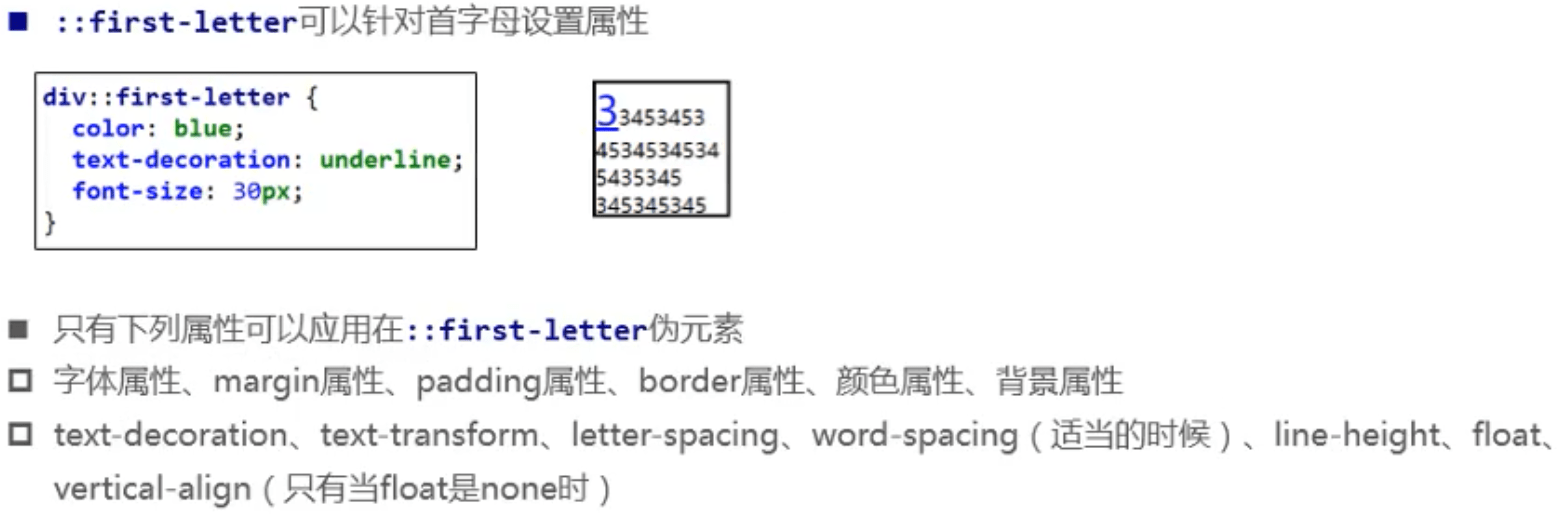 ::first-letter可以针对首字母设置属性
div::first-letter {
  color: blue;
  text-decoration: underline;
  font-size: 30px;
}
33453453
4534534534
5435345
345345345
只有下列属性可以应用在::first-letter伪元素
字体属性、margin属性、padding属性、border属性、颜色属性、背景属性
text-decoration、text-transform、letter-spacing、word-spacing（适当的时候）、line-height、float、
vertical-align（只有当float是none时）